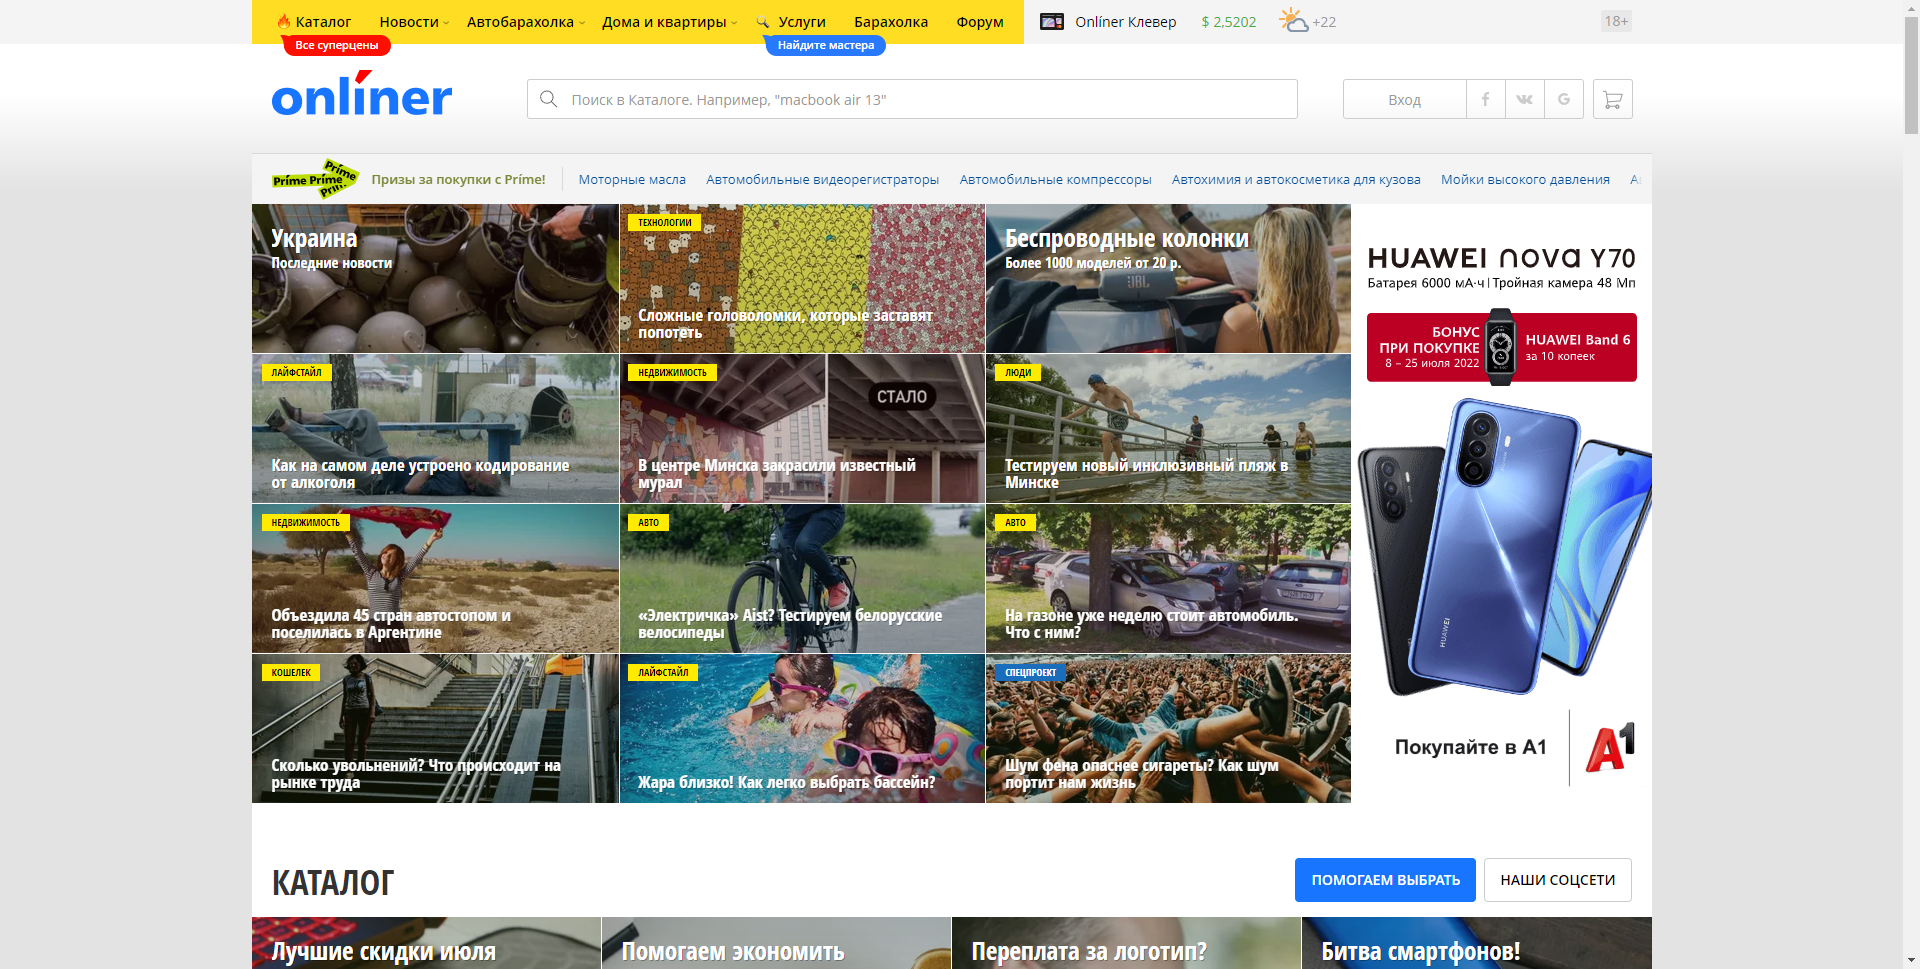 Каталог Новости Автобарахолка Дома и квартиры Услуги Барахолка Форум Onlíner Клевер $ 2,5202 +22 18+
Все суперцены Найдите мастера
onlíner
Поиск в Каталоге. Например, "macbook air 13"
Вход
Príme Príme Príme
Призы за покупки с Príme! Моторные масла Автомобильные видеорегистраторы Автомобильные компрессоры Автохимия и автокосметика для кузова Мойки высокого давления
Украина
Последние новости
ТЕХНОЛОГИИ
Сложные головоломки, которые заставят
попотеть
Беспроводные колонки
Более 1000 моделей от 20 р.
JBL
ЛАЙФСТАЙЛ
Как на самом деле устроено кодирование
от алкоголя
НЕДВИЖИМОСТЬ
СТАЛО
В центре Минска закрасили известный
мурал
ЛЮДИ
Тестируем новый инклюзивный пляж в
Минске
НЕДВИЖИМОСТЬ
Объездила 45 стран автостопом и
поселилась в Аргентине
АВТО
«Электричка» Aist? Тестируем белорусские
велосипеды
АВТО
На газоне уже неделю стоит автомобиль.
Что с ним?
КОШЕЛЕК
Сколько увольнений? Что происходит на
рынке труда
ЛАЙФСТАЙЛ
Жара близко! Как легко выбрать бассейн?
СПЕЦПРОЕКТ
Шум фена опаснее сигареты? Как шум
портит нам жизнь
HUAWEI nova Y70
Батарея 6000 мА·ч | Тройная камера 48 Мп
БОНУС
ПРИ ПОКУПКЕ
8 – 25 июля 2022
HUAWEI Band 6
за 10 копеек
HUAWEI
Покупайте в А1
A1
КАТАЛОГ
ПОМОГАЕМ ВЫБРАТЬ НАШИ СОЦСЕТИ
Лучшие скидки июля Помогаем экономить Переплата за логотип? Битва смартфонов!